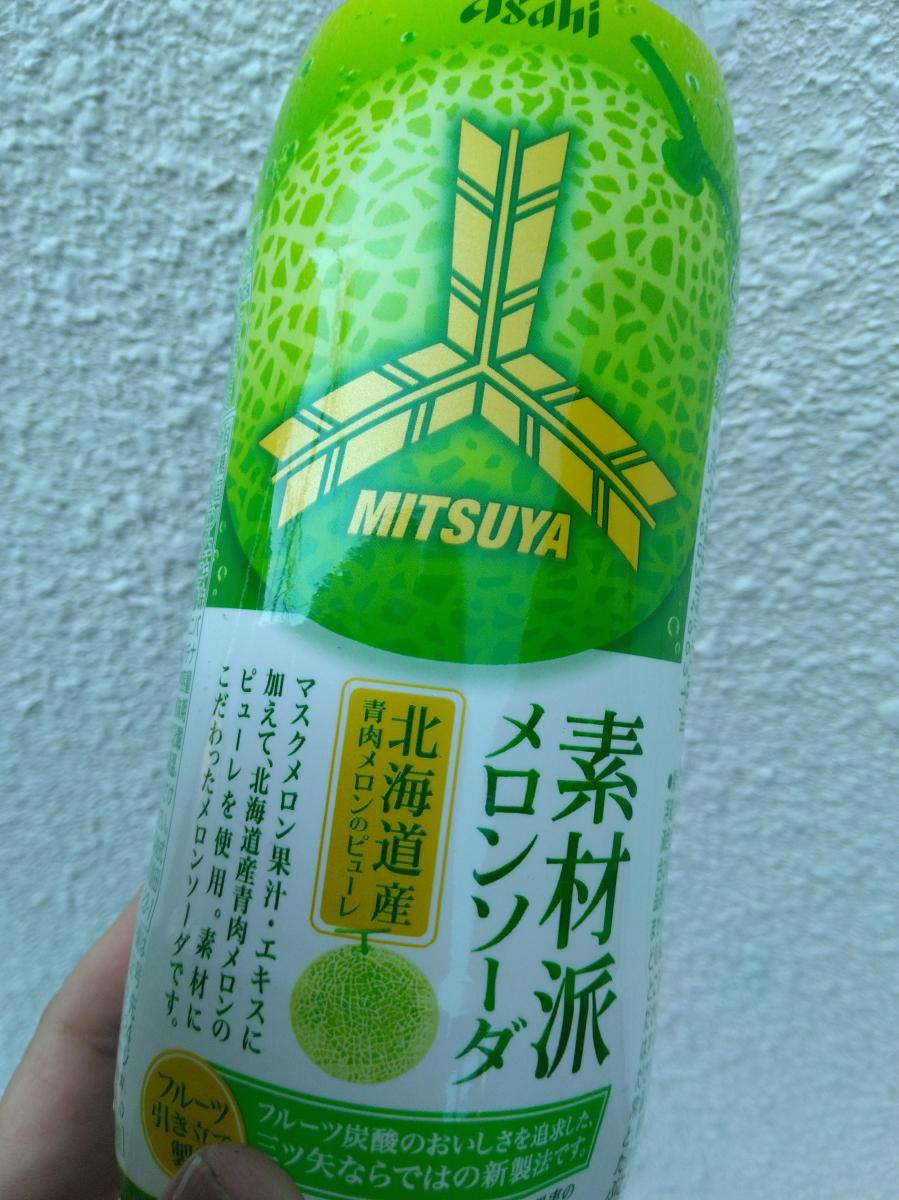 Asahi
MITSUYA
素材派
メロンソーダ
北海道産
青肉メロンのピューレ
マスクメロン果汁・エキスに
加えて、北海道産青肉メロンの
ピューレを使用。素材に
こだわったメロンソーダです。
フルーツ
引き立て
製
フルーツ炭酸のおいしさを追求した、
三ツ矢ならではの新製法です。